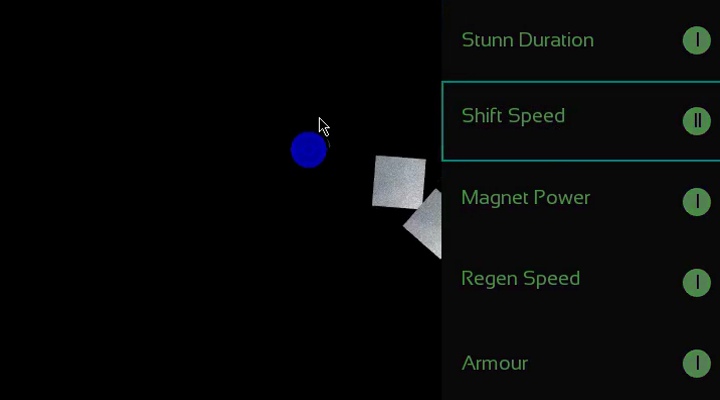 Stunn Duration I
Shift Speed II
Magnet Power I
Regen Speed I
Armour I